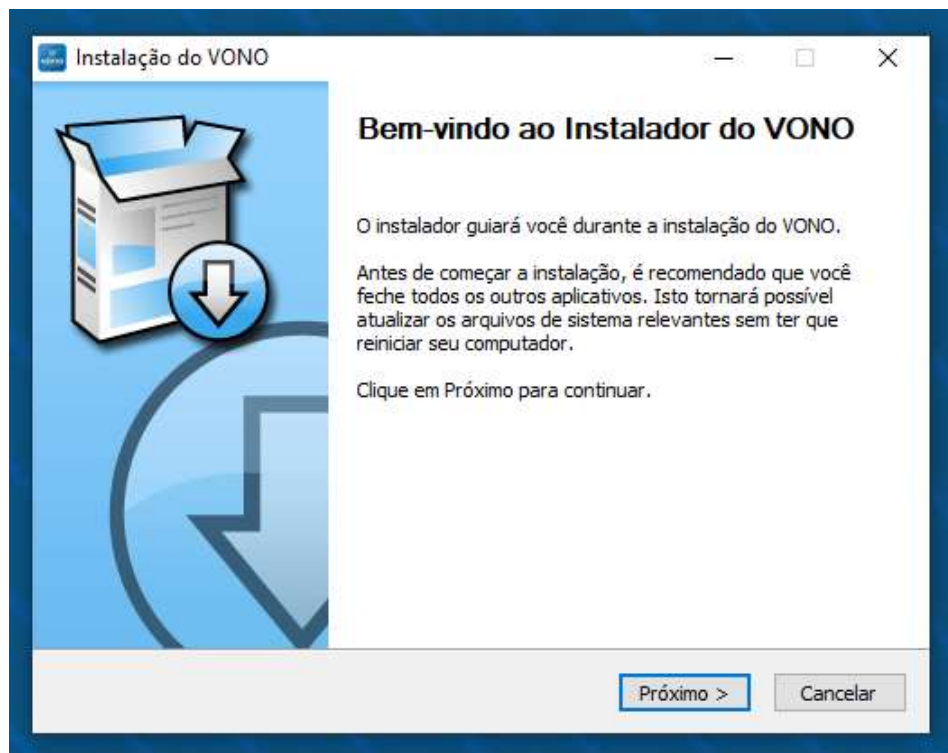 Instalação do VONO
Bem-vindo ao Instalador do VONO
O instalador guiará você durante a instalação do VONO.
Antes de começar a instalação, é recomendado que você
feche todos os outros aplicativos. Isto tornará possível
atualizar os arquivos de sistema relevantes sem ter que
reiniciar seu computador.
Clique em Próximo para continuar.
Próximo >
Cancelar